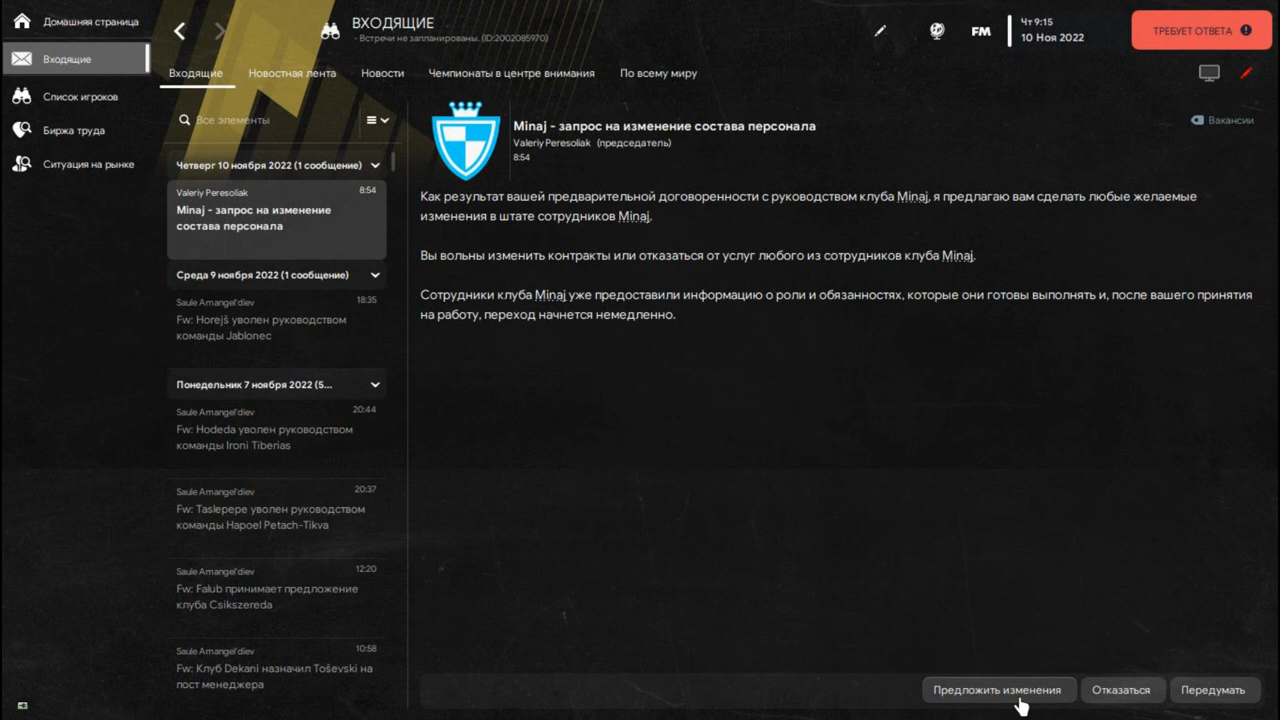 Домашняя страница
Входящие
Список игроков
Биржа труда
Ситуация на рынке
ВХОДЯЩИЕ
- Встречи не запланированы. (ID:2002085970)
FM
Чт 9:15
10 Ноя 2022
ТРЕБУЕТ ОТВЕТА
Входящие
Новостная лента
Новости
Чемпионаты в центре внимания
По всему миру
Все элементы
Четверг 10 ноября 2022 (1 сообщение)
Valeriy Peresoliak 8:54
Minaj - запрос на изменение
состава персонала
Среда 9 ноября 2022 (1 сообщение)
Saule Amangel'diev 18:35
Fw: Horejš уволен руководством
команды Jablonec
Понедельник 7 ноября 2022 (5...
Saule Amangel'diev 20:44
Fw: Hodeda уволен руководством
команды Ironi Tiberias
Saule Amangel'diev 20:37
Fw: Taslepepe уволен руководством
команды Hapoel Petach-Tikva
Saule Amangel'diev 12:20
Fw: Falub принимает предложение
клуба Csikszereda
Saule Amangel'diev 10:58
Fw: Клуб Dekani назначил Toševski на
пост менеджера
Minaj - запрос на изменение состава персонала
Valeriy Peresoliak (председатель)
8:54
Вакансии
Как результат вашей предварительной договоренности с руководством клуба Minaj, я предлагаю вам сделать любые желаемые
изменения в штате сотрудников Minaj.
Вы вольны изменить контракты или отказаться от услуг любого из сотрудников клуба Minaj.
Сотрудники клуба Minaj уже предоставили информацию о роли и обязанностях, которые они готовы выполнять и, после вашего принятия
на работу, переход начнется немедленно.
Предложить изменения
Отказаться
Передумать